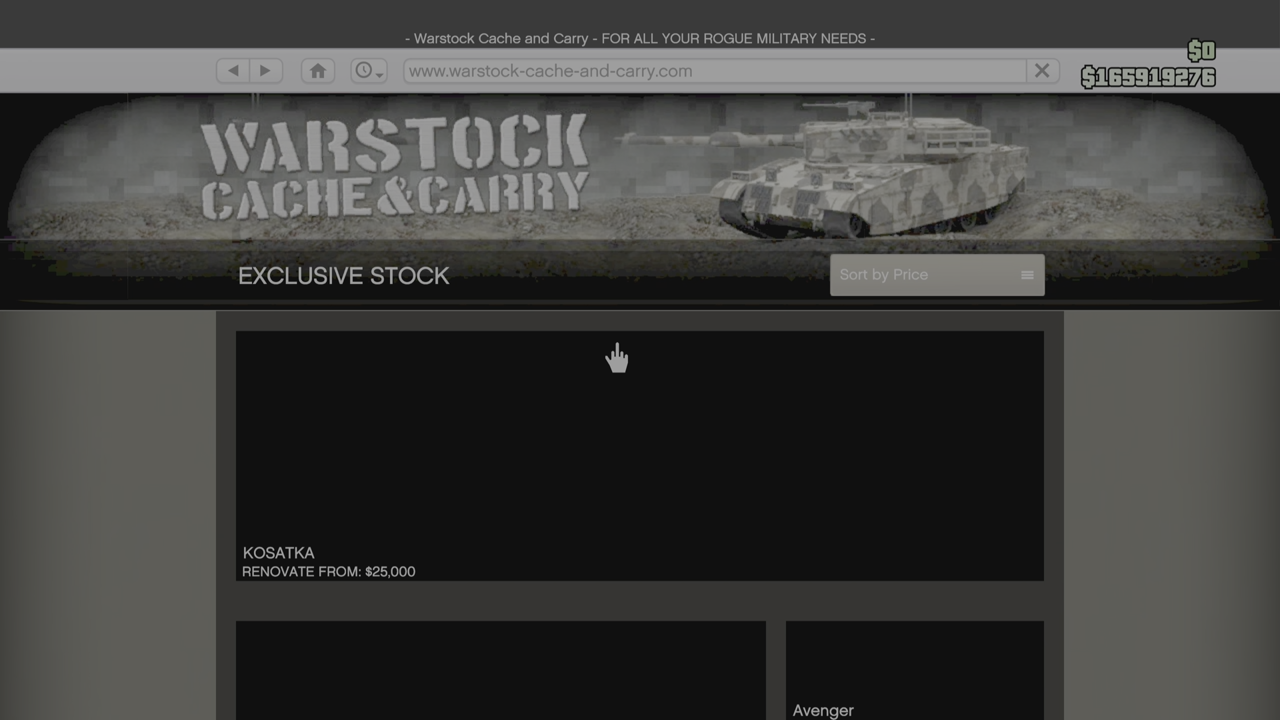 - Warstock Cache and Carry - FOR ALL YOUR ROGUE MILITARY NEEDS -
$0
www.warstock-cache-and-carry.com
$165919276
WARSTOCK
CACHE & CARRY
EXCLUSIVE STOCK
Sort by Price
KOSATKA
RENOVATE FROM: $25,000
Avenger